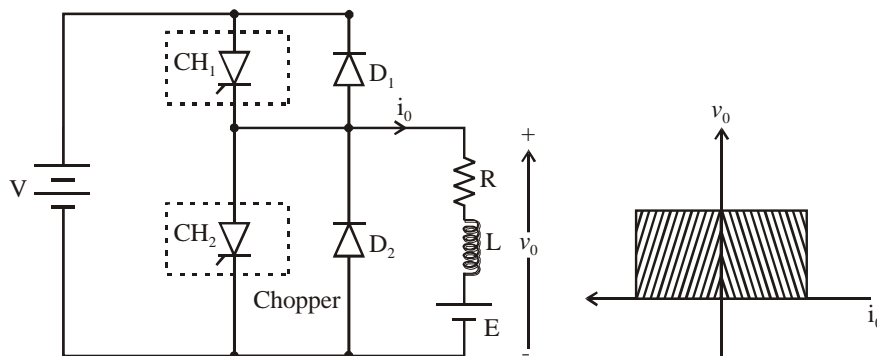 CH₁
D₁
i₀
v₀
+
V
R
CH₂
D₂
L
v₀
Chopper
E
i₀
-